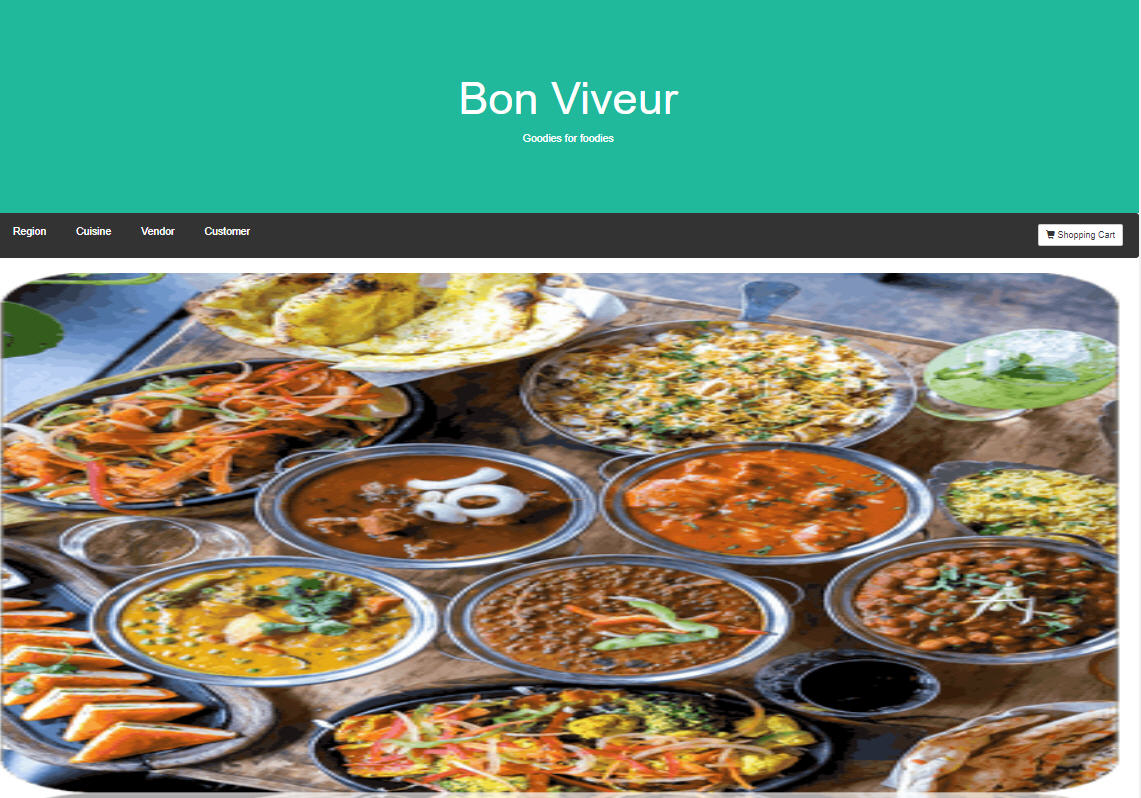 Bon Viveur
Goodies for foodies
Region Cuisine Vendor Customer Shopping Cart